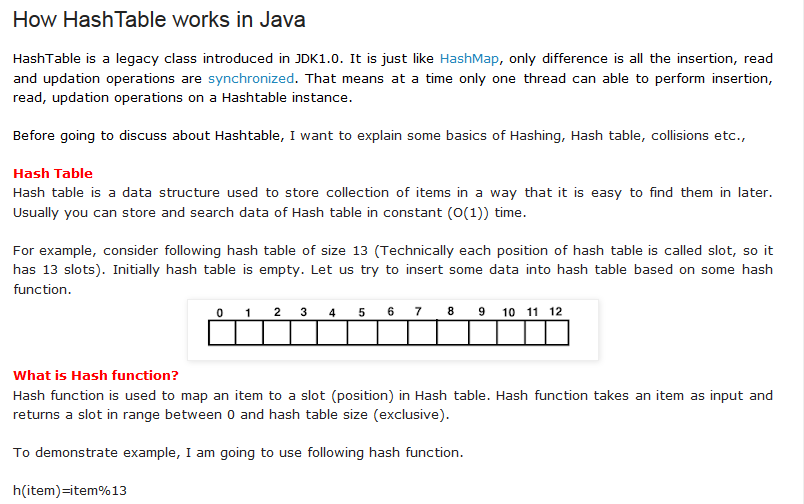 How HashTable works in Java
HashTable is a legacy class introduced in JDK1.0. It is just like HashMap, only difference is all the insertion, read
and updation operations are synchronized. That means at a time only one thread can able to perform insertion,
read, updation operations on a Hashtable instance.
Before going to discuss about Hashtable, I want to explain some basics of Hashing, Hash table, collisions etc.,
Hash Table
Hash table is a data structure used to store collection of items in a way that it is easy to find them in later.
Usually you can store and search data of Hash table in constant (O(1)) time.
For example, consider following hash table of size 13 (Technically each position of hash table is called slot, so it
has 13 slots). Initially hash table is empty. Let us try to insert some data into hash table based on some hash
function.
0 1 2 3 4 5 6 7 8 9 10 11 12
What is Hash function?
Hash function is used to map an item to a slot (position) in Hash table. Hash function takes an item as input and
returns a slot in range between 0 and hash table size (exclusive).
To demonstrate example, I am going to use following hash function.
h(item)=item%13